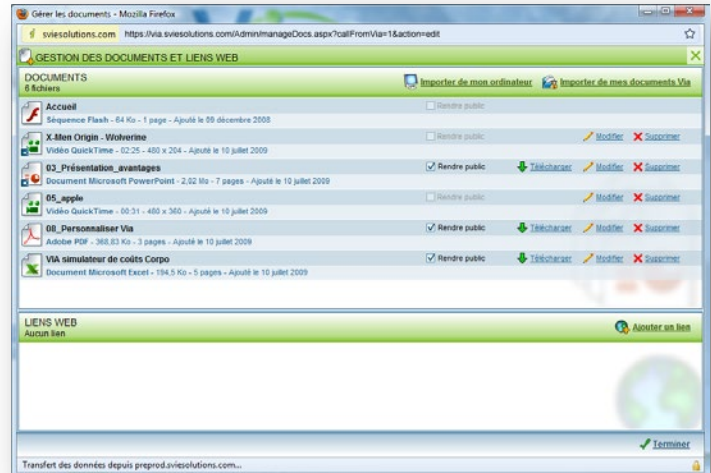 Gérer les documents - Mozilla Firefox
sviesolutions.com https://via.sviesolutions.com/Admin/manageDocs.aspx?callFromVia=1&action=edit
GESTION DES DOCUMENTS ET LIENS WEB
DOCUMENTS
6 fichiers
Importer de mon ordinateur Importer de mes documents Via
Accueil Rendre public
Séquence Flash - 64 Ko - 1 page - Ajouté le 09 décembre 2008
X-Men Origin - Wolverine Rendre public Modifier Supprimer
Vidéo QuickTime - 02:25 - 480 x 204 - Ajouté le 10 juillet 2009
03_Présentation_avantages Rendre public Télécharger Modifier Supprimer
Document Microsoft PowerPoint - 2,02 Mo - 7 pages - Ajouté le 10 juillet 2009
05_apple Rendre public Modifier Supprimer
Vidéo QuickTime - 00:31 - 480 x 360 - Ajouté le 10 juillet 2009
08_Personnaliser Via Rendre public Télécharger Modifier Supprimer
Adobe PDF - 368,83 Ko - 3 pages - Ajouté le 10 juillet 2009
VIA simulateur de coûts Corpo Rendre public Télécharger Modifier Supprimer
Document Microsoft Excel - 194,5 Ko - 5 pages - Ajouté le 10 juillet 2009
LIENS WEB
Aucun lien
Ajouter un lien
Terminer
Transfert des données depuis preprod.sviesolutions.com...